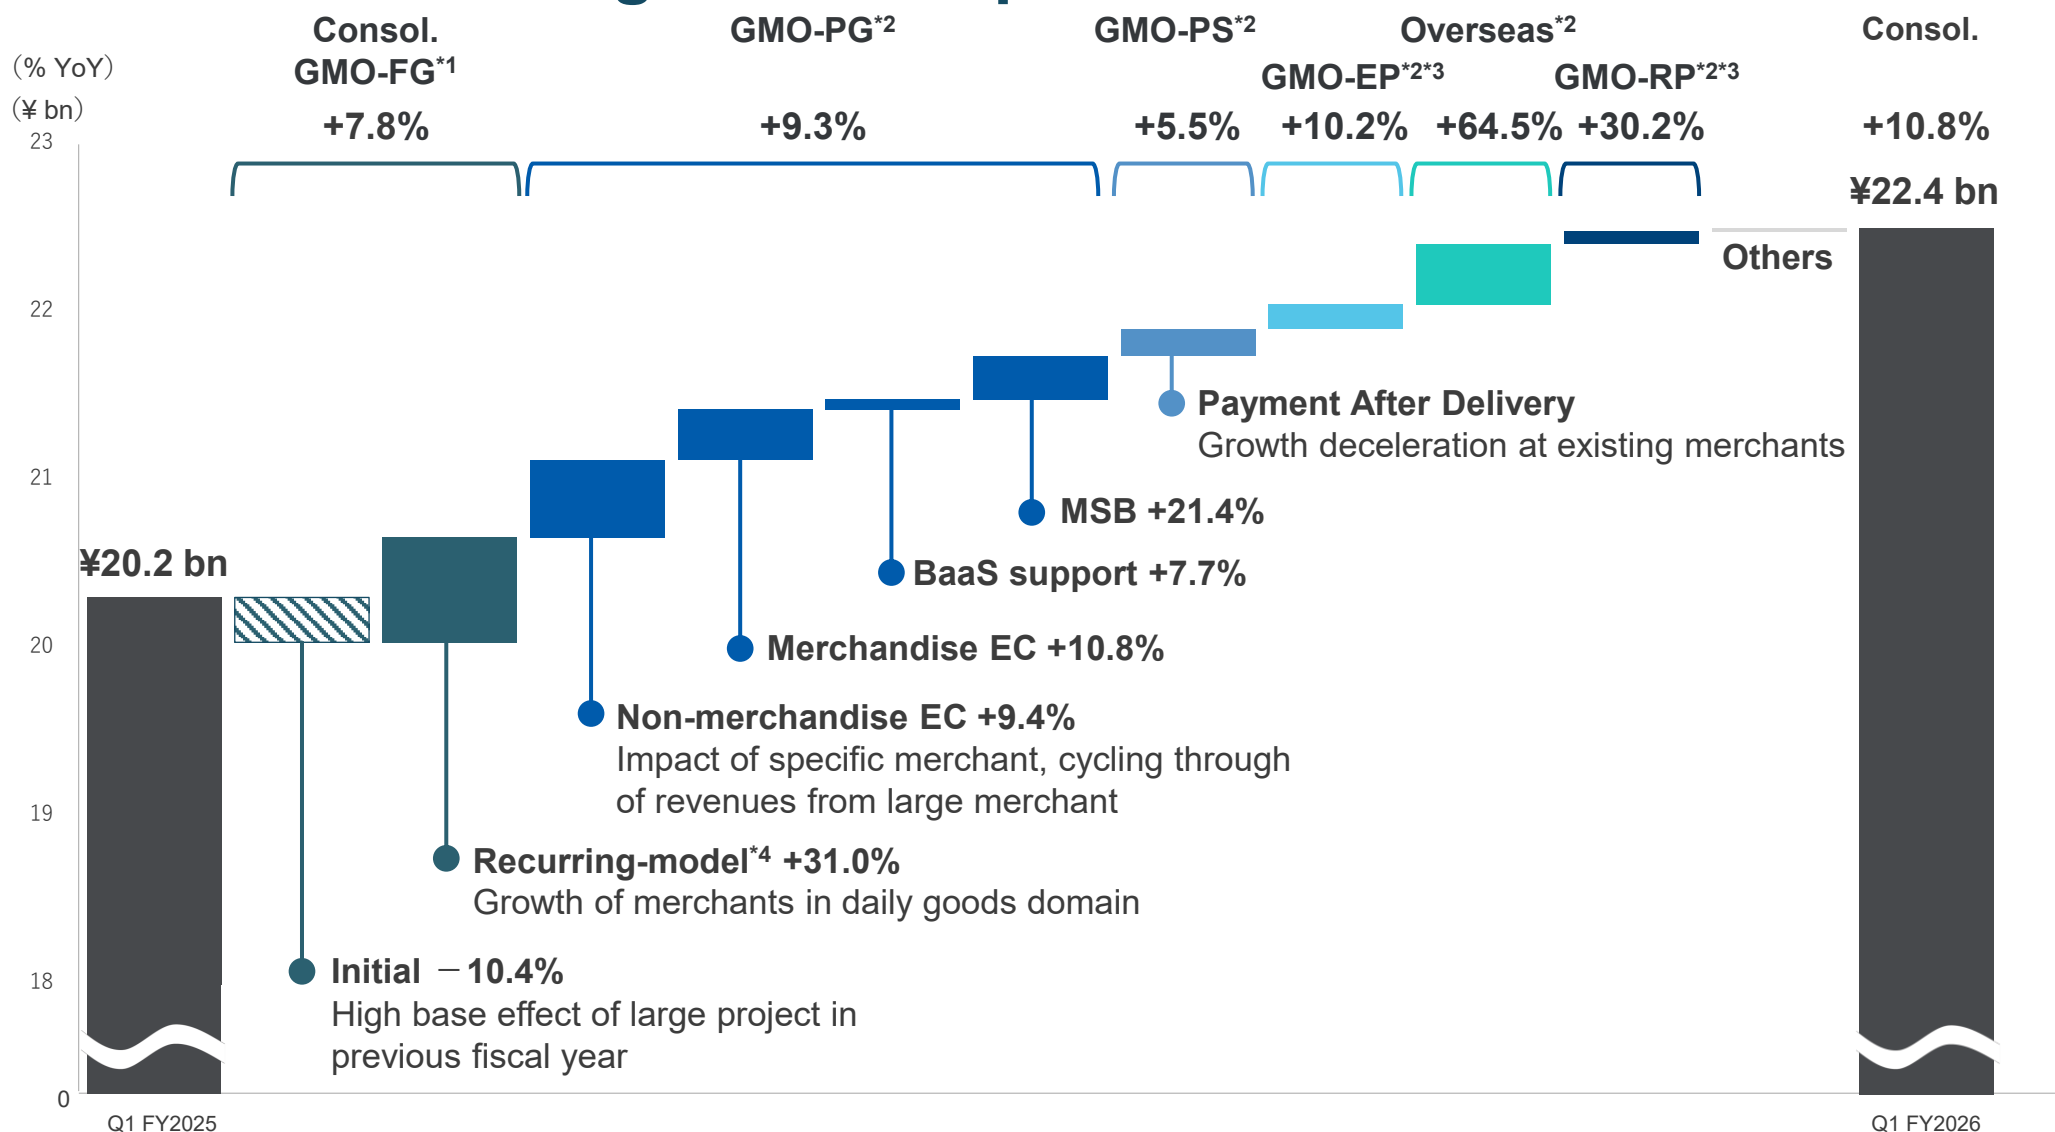 Consol.
GMO-FG*1
GMO-PG*2
GMO-PS*2
Overseas*2
Consol.
GMO-EP*2*3
GMO-RP*2*3
(% YoY)
(¥ bn)
+7.8%
+9.3%
+5.5%
+10.2%
+64.5%
+30.2%
+10.8%
23
¥22.4 bn
Others
22
Payment After Delivery
Growth deceleration at existing merchants
21
MSB +21.4%
¥20.2 bn
BaaS support +7.7%
20
Merchandise EC +10.8%
Non-merchandise EC +9.4%
Impact of specific merchant, cycling through
of revenues from large merchant
19
Recurring-model*4 +31.0%
Growth of merchants in daily goods domain
18
Initial －10.4%
High base effect of large project in
previous fiscal year
0
Q1 FY2025
Q1 FY2026